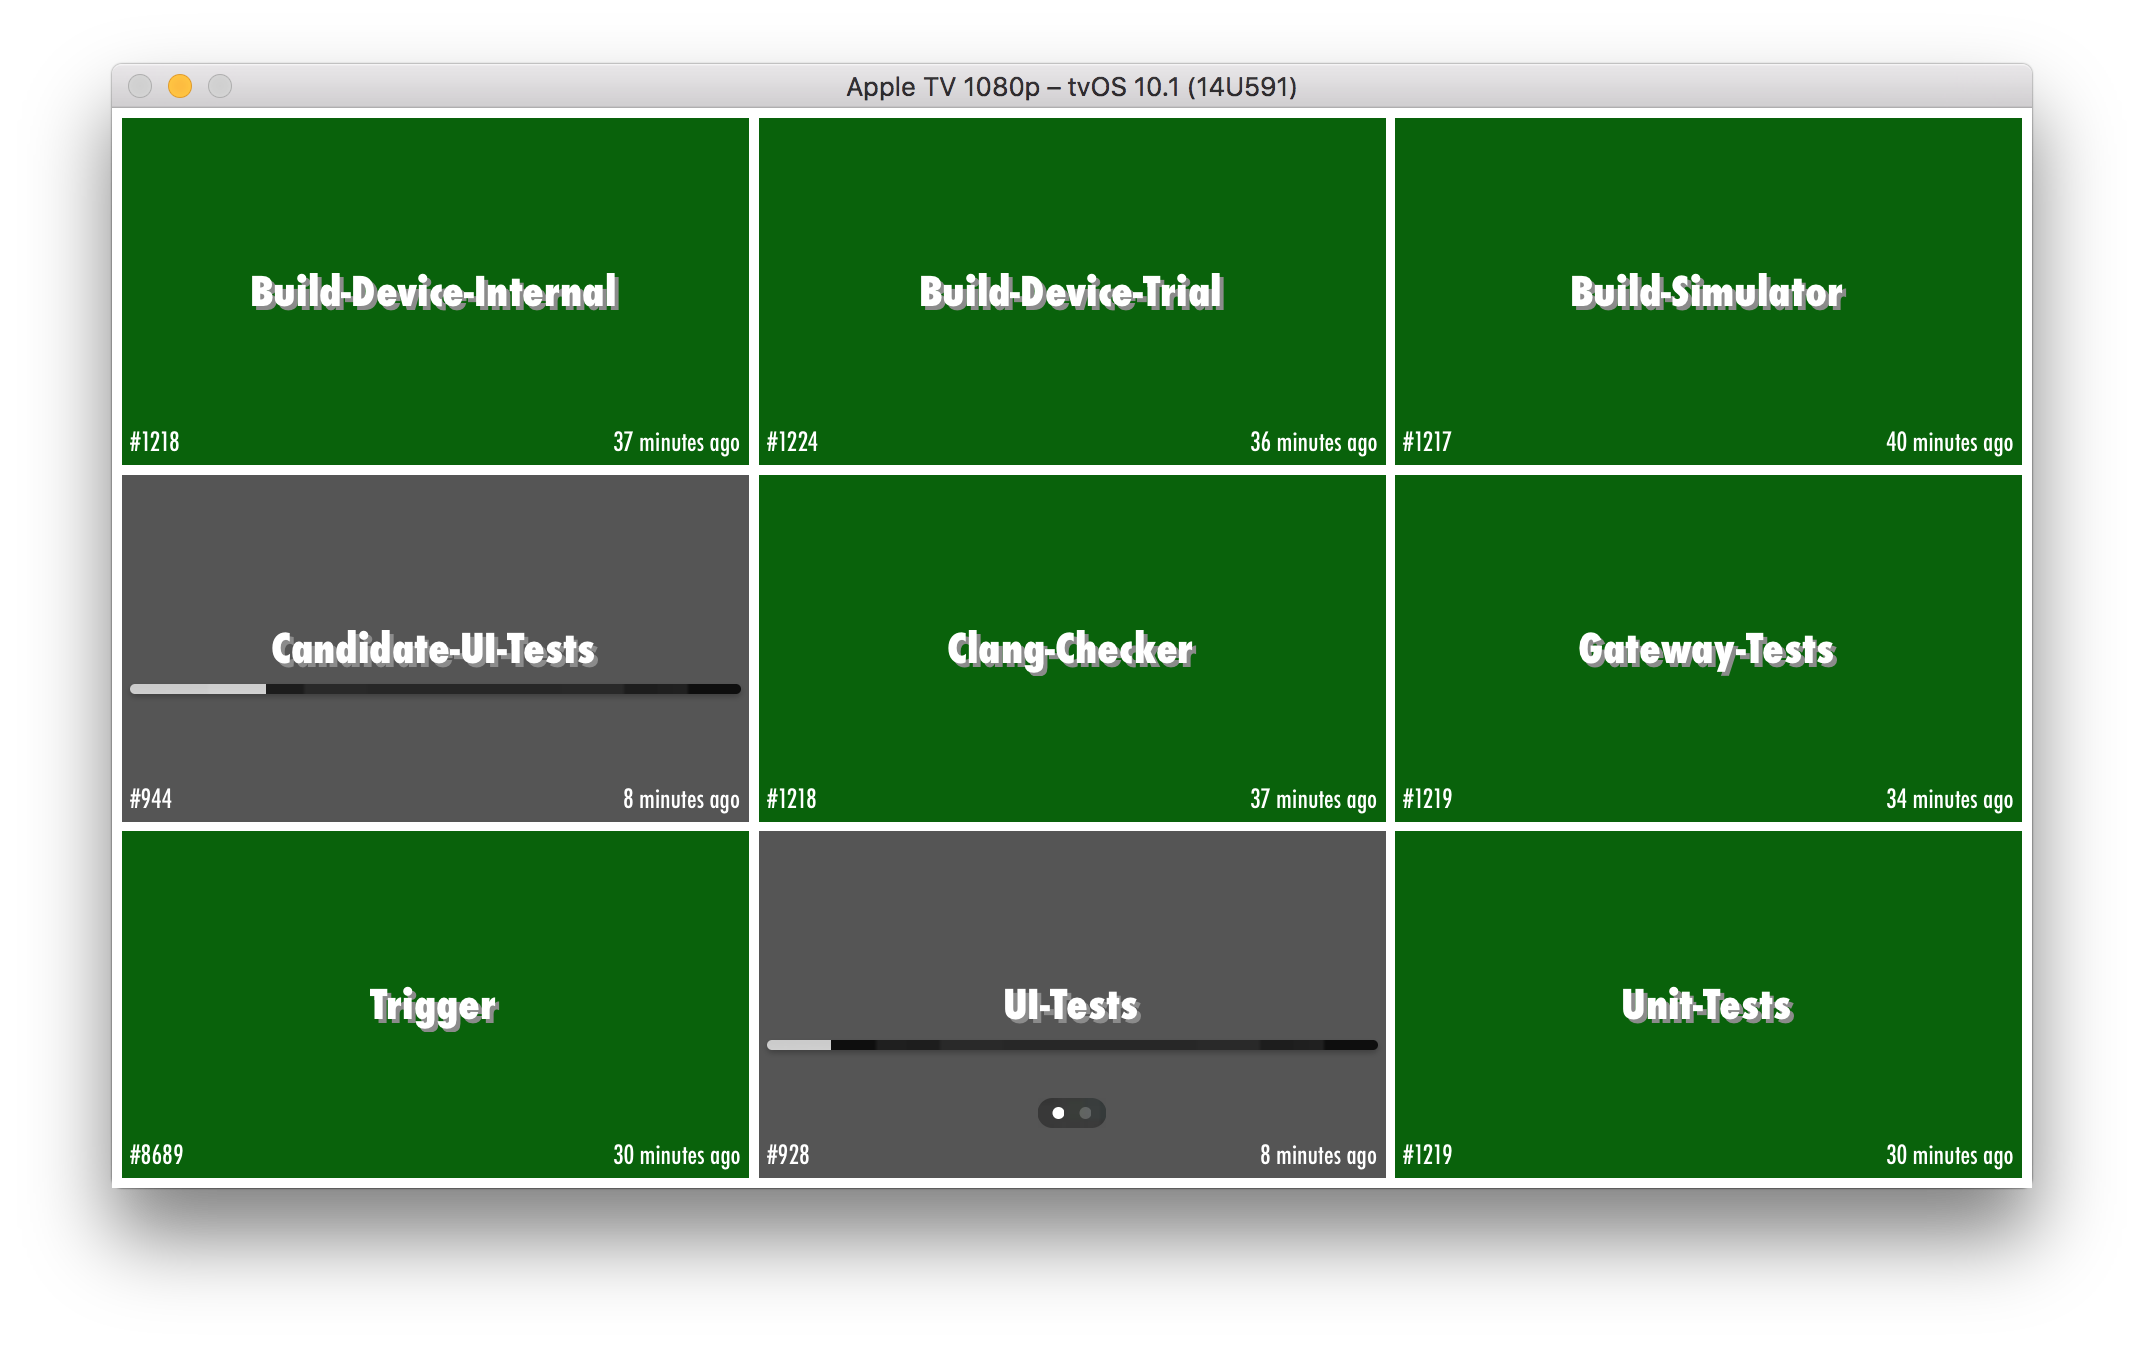 Apple TV 1080p – tvOS 10.1 (14U591)
Build-Device-Internal
#1218 37 minutes ago
Build-Device-Trial
#1224 36 minutes ago
Build-Simulator
#1217 40 minutes ago
Candidate-UI-Tests
#944 8 minutes ago
Clang-Checker
#1218 37 minutes ago
Gateway-Tests
#1219 34 minutes ago
Trigger
#8689 30 minutes ago
UI-Tests
#928 8 minutes ago
Unit-Tests
#1219 30 minutes ago